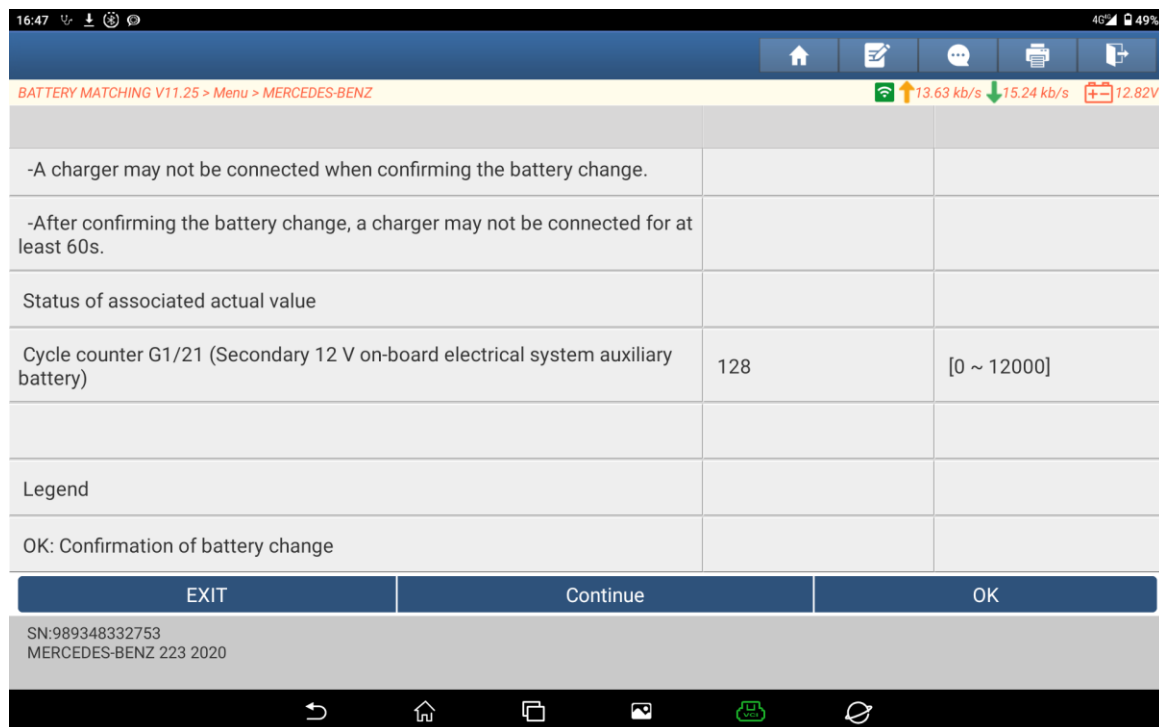 16:47
4G 49%
BATTERY MATCHING V11.25 > Menu > MERCEDES-BENZ
13.63 kb/s 15.24 kb/s 12.82V
-A charger may not be connected when confirming the battery change.
-After confirming the battery change, a charger may not be connected for at
least 60s.
Status of associated actual value
Cycle counter G1/21 (Secondary 12 V on-board electrical system auxiliary
battery)
128
[0 ~ 12000]
Legend
OK: Confirmation of battery change
EXIT
Continue
OK
SN:989348332753
MERCEDES-BENZ 223 2020
VCI